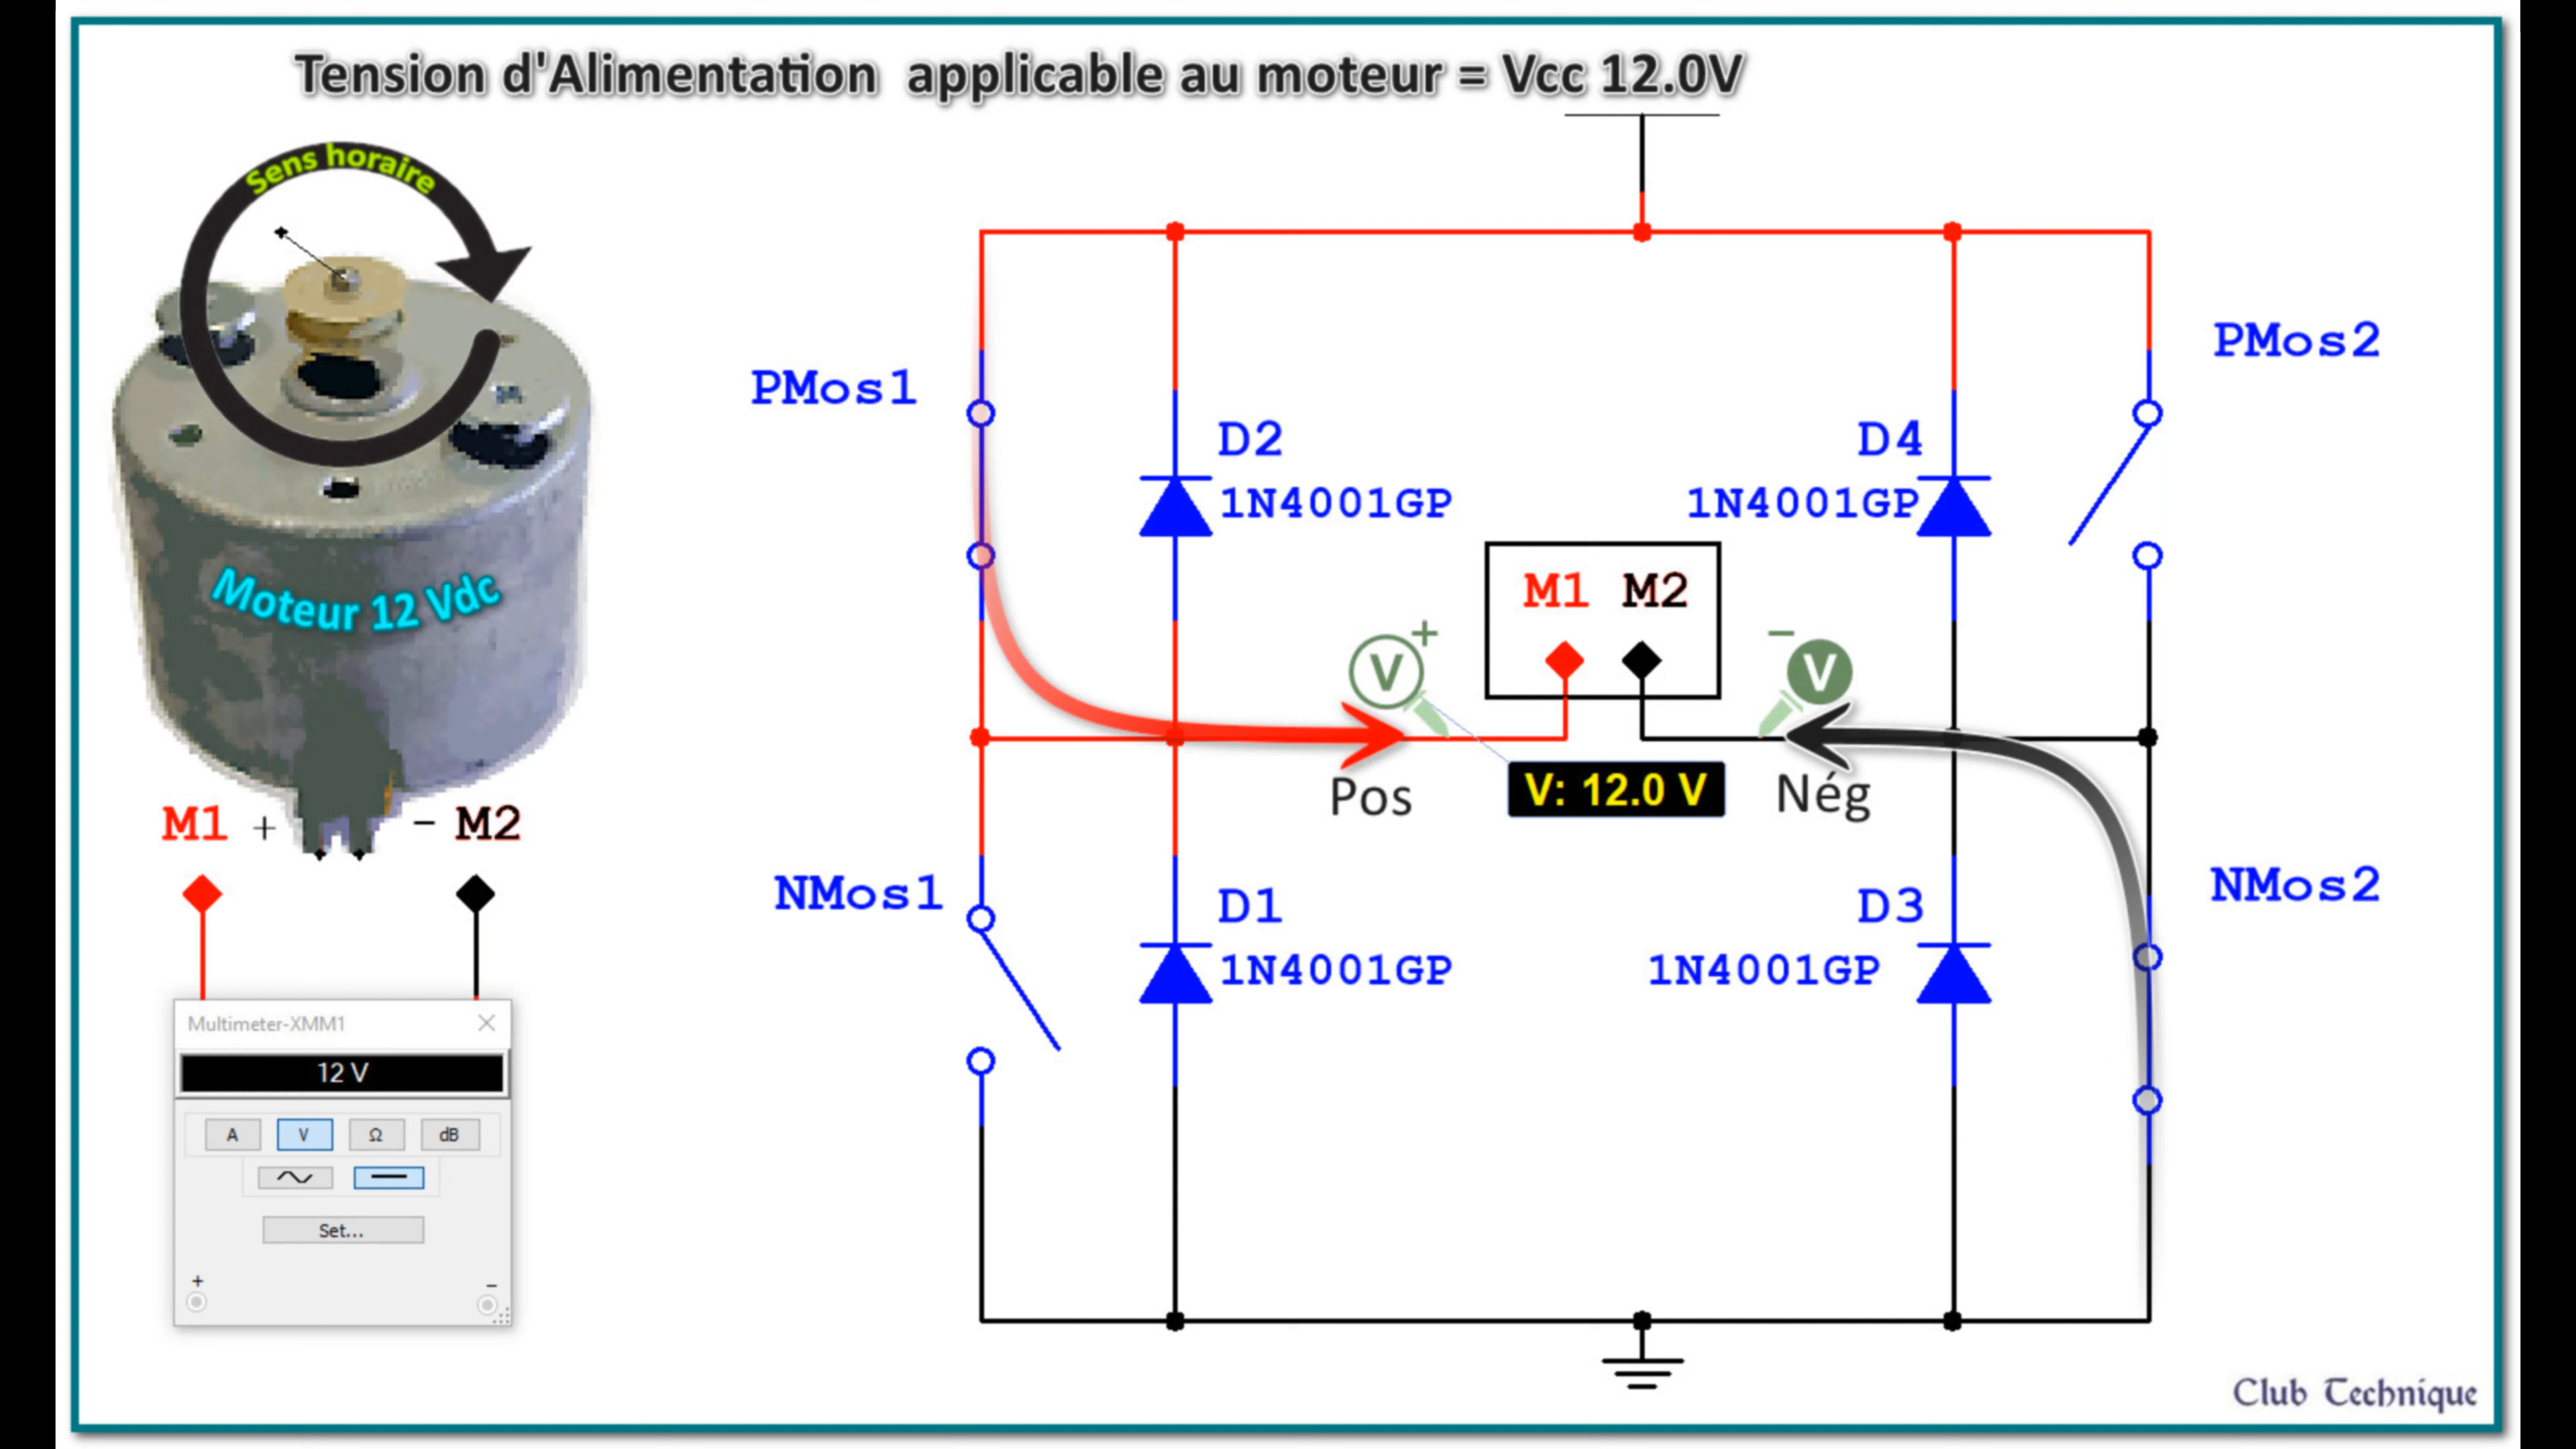 Tension d'Alimentation applicable au moteur = Vcc 12.0V
Sens horaire
Moteur 12 Vdc
M1 + - M2
Multimeter-XMM1
12 V
A V Ω dB
Set...
+ -
PMos1
PMos2
D2
1N4001GP
D4
1N4001GP
M1 M2
V +
- V
Pos
V: 12.0 V
Nég
NMos1
NMos2
D1
1N4001GP
D3
1N4001GP
Club Technique